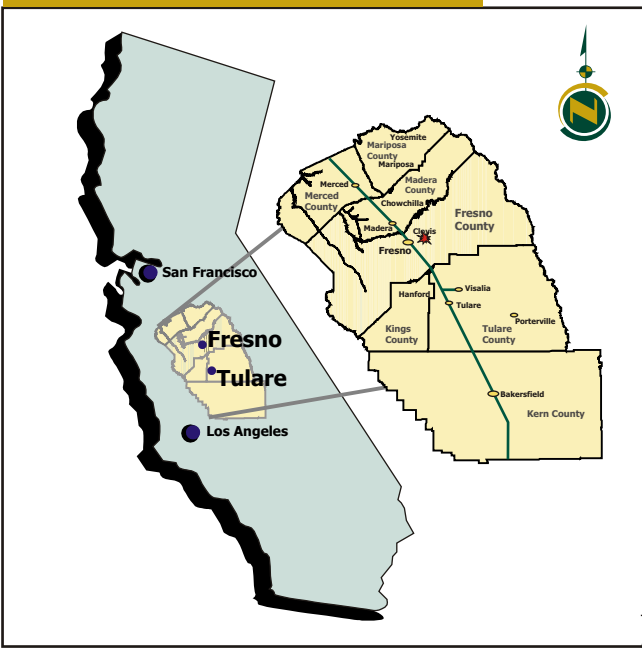 N
Yosemite
Mariposa
County
Mariposa
Merced
Merced
County
Madera
County
Chowchilla
Madera
Clovis
Fresno
County
Fresno
San Francisco
Hanford
Visalia
Tulare
Porterville
Kings
County
Tulare
County
Fresno
Tulare
Bakersfield
Kern County
Los Angeles